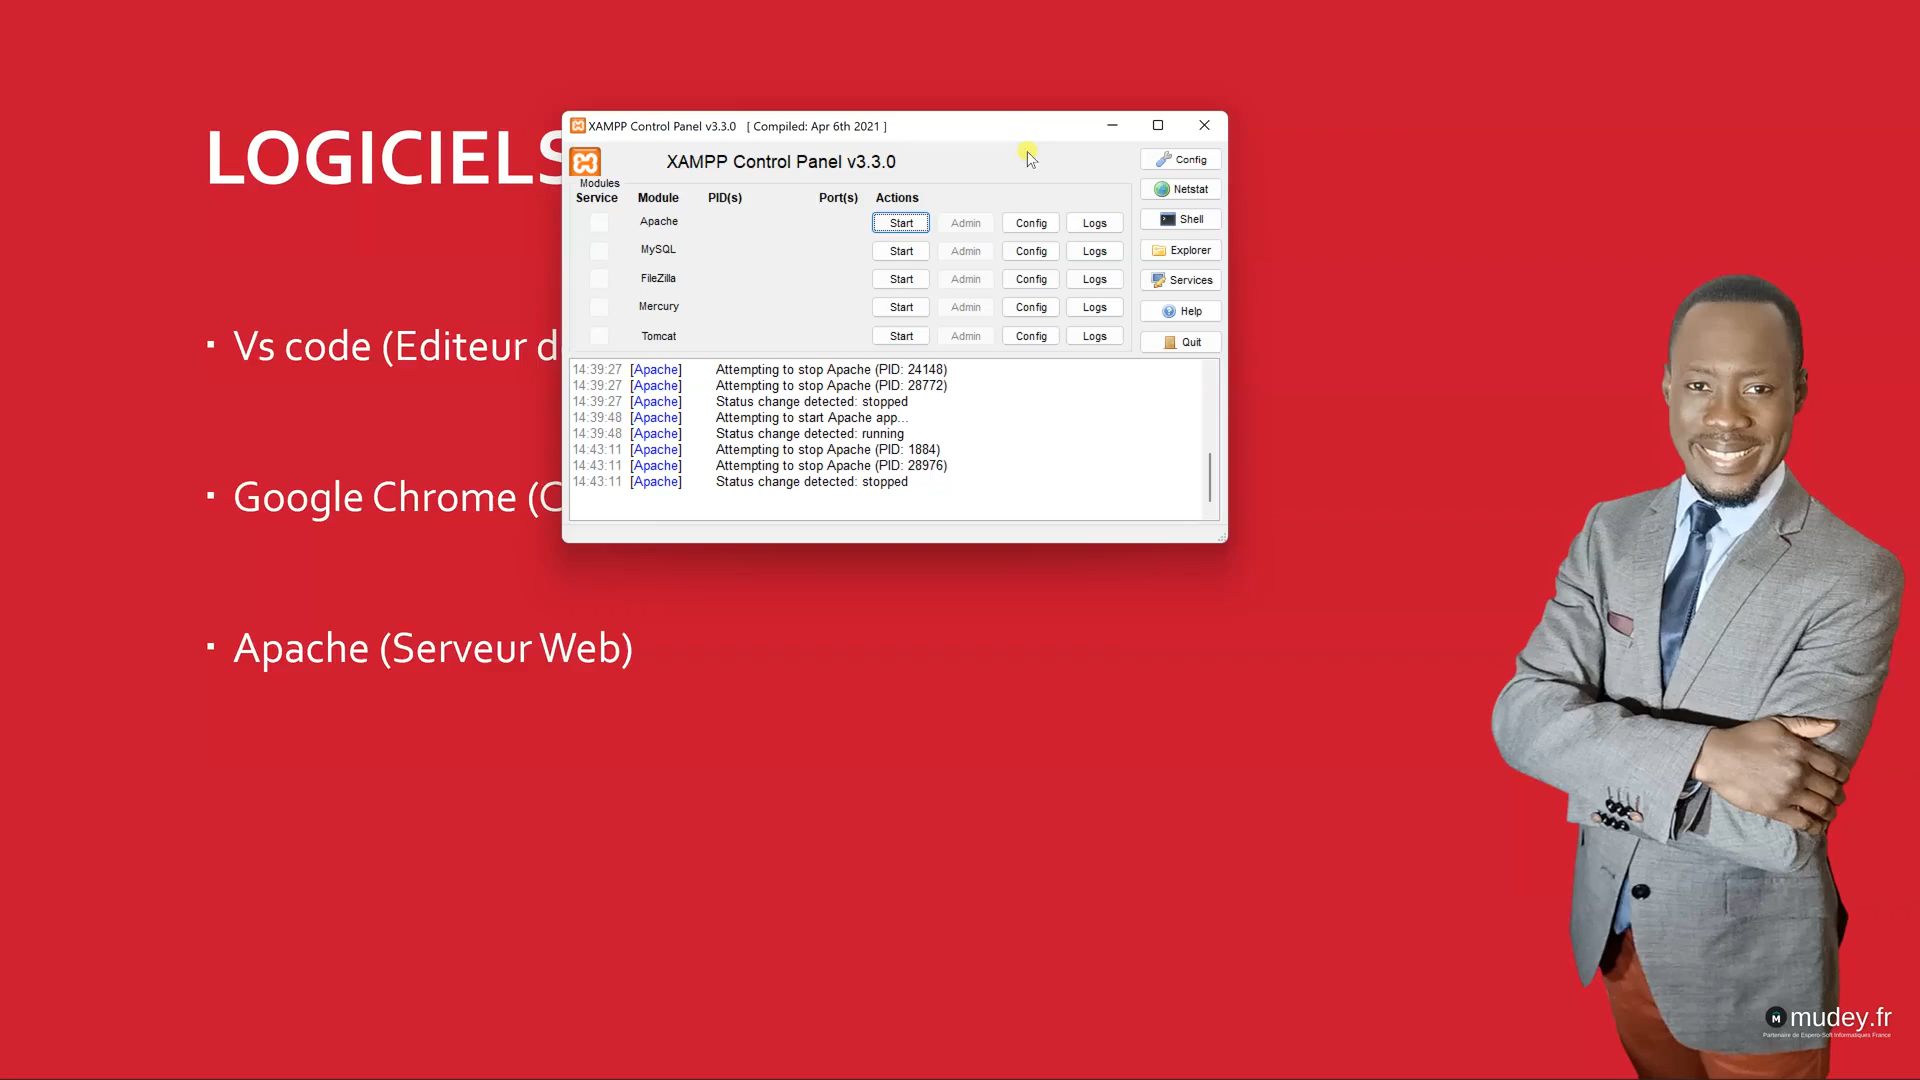 LOGICIELS
Vs code (Editeur d
Google Chrome (
Apache (Serveur Web)
XAMPP Control Panel v3.3.0 [ Compiled: Apr 6th 2021 ]
XAMPP Control Panel v3.3.0
Modules
Service Module PID(s) Port(s) Actions
Apache Start Admin Config Logs
MySQL Start Admin Config Logs
FileZilla Start Admin Config Logs
Mercury Start Admin Config Logs
Tomcat Start Admin Config Logs
Config
Netstat
Shell
Explorer
Services
Help
Quit
14:39:27 [Apache] Attempting to stop Apache (PID: 24148)
14:39:27 [Apache] Attempting to stop Apache (PID: 28772)
14:39:27 [Apache] Status change detected: stopped
14:39:48 [Apache] Attempting to start Apache app...
14:39:48 [Apache] Status change detected: running
14:43:11 [Apache] Attempting to stop Apache (PID: 1884)
14:43:11 [Apache] Attempting to stop Apache (PID: 28976)
14:43:11 [Apache] Status change detected: stopped
M mudey.fr
Partenaire de Espero-Soft Informatiques France